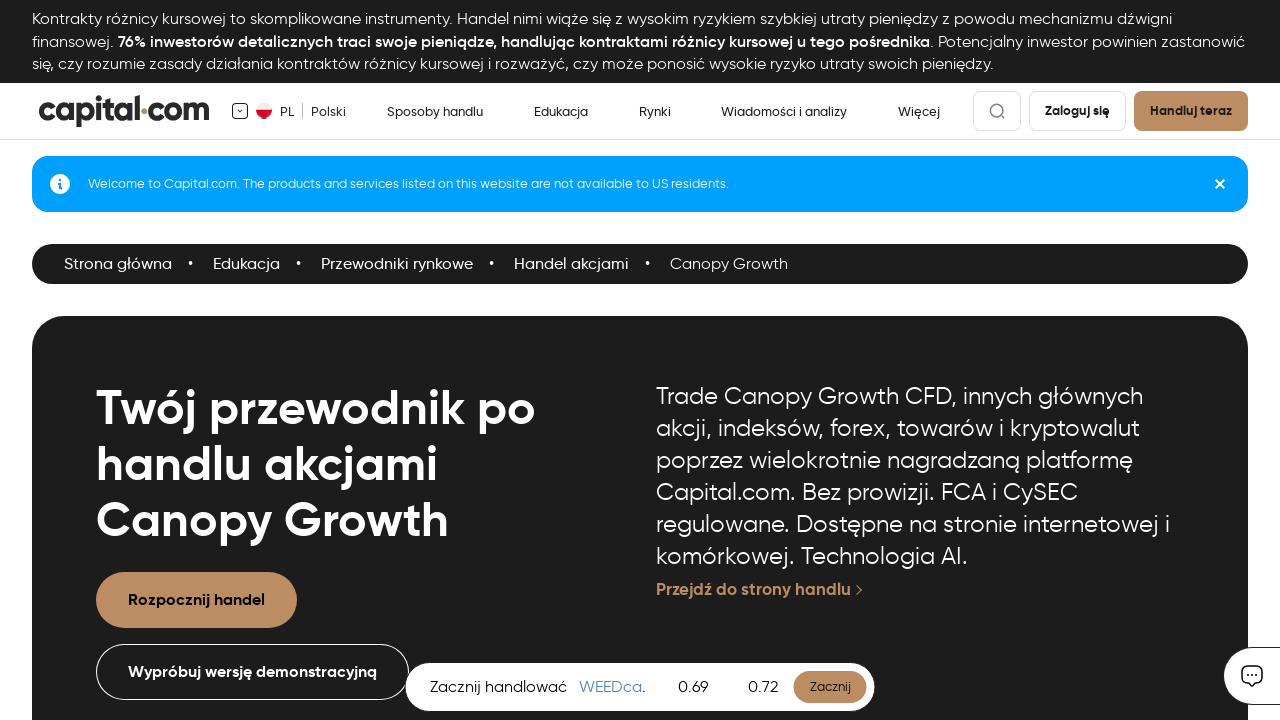 Kontrakty różnicy kursowej to skomplikowane instrumenty. Handel nimi wiąże się z wysokim ryzykiem szybkiej utraty pieniędzy z powodu mechanizmu dźwigni
finansowej. 76% inwestorów detalicznych traci swoje pieniądze, handlując kontraktami różnicy kursowej u tego pośrednika. Potencjalny inwestor powinien zastanowić
się, czy rozumie zasady działania kontraktów różnicy kursowej i rozważyć, czy może ponosić wysokie ryzyko utraty swoich pieniędzy.
capital.com PL Polski Sposoby handlu Edukacja Rynki Wiadomości i analizy Więcej Zaloguj się Handluj teraz
Welcome to Capital.com. The products and services listed on this website are not available to US residents.
Strona główna • Edukacja • Przewodniki rynkowe • Handel akcjami • Canopy Growth
Twój przewodnik po
handlu akcjami
Canopy Growth
Rozpocznij handel
Wypróbuj wersję demonstracyjną
Trade Canopy Growth CFD, innych głównych
akcji, indeksów, forex, towarów i kryptowalut
poprzez wielokrotnie nagradzaną platformę
Capital.com. Bez prowizji. FCA i CySEC
regulowane. Dostępne na stronie internetowej i
komórkowej. Technologia AI.
Przejdź do strony handlu
Zacznij handlować WEEDca. 0.69 0.72 Zacznij